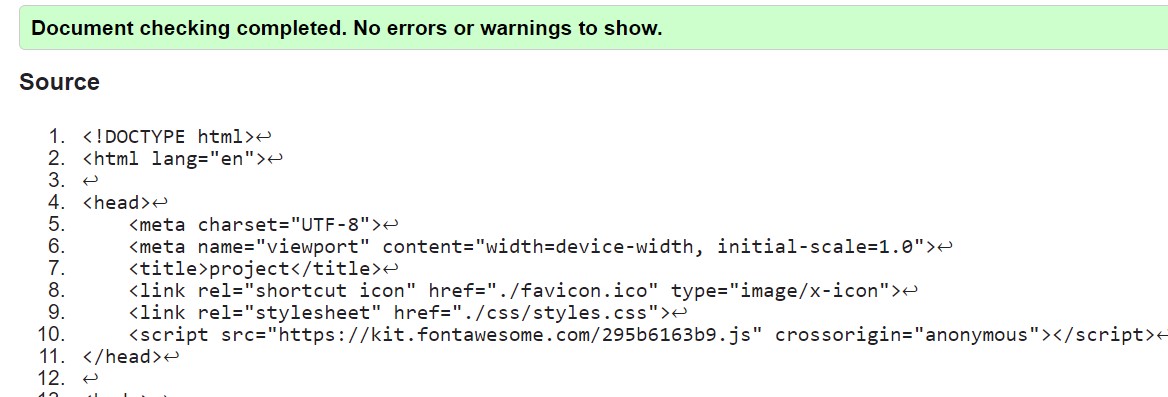 Document checking completed. No errors or warnings to show.
Source
1. <!DOCTYPE html>↩
2. <html lang="en">↩
3. ↩
4. <head>↩
5.     <meta charset="UTF-8">↩
6.     <meta name="viewport" content="width=device-width, initial-scale=1.0">↩
7.     <title>project</title>↩
8.     <link rel="shortcut icon" href="./favicon.ico" type="image/x-icon">↩
9.     <link rel="stylesheet" href="./css/styles.css">↩
10.     <script src="https://kit.fontawesome.com/295b6163b9.js" crossorigin="anonymous"></script>↩
11. </head>↩
12. ↩